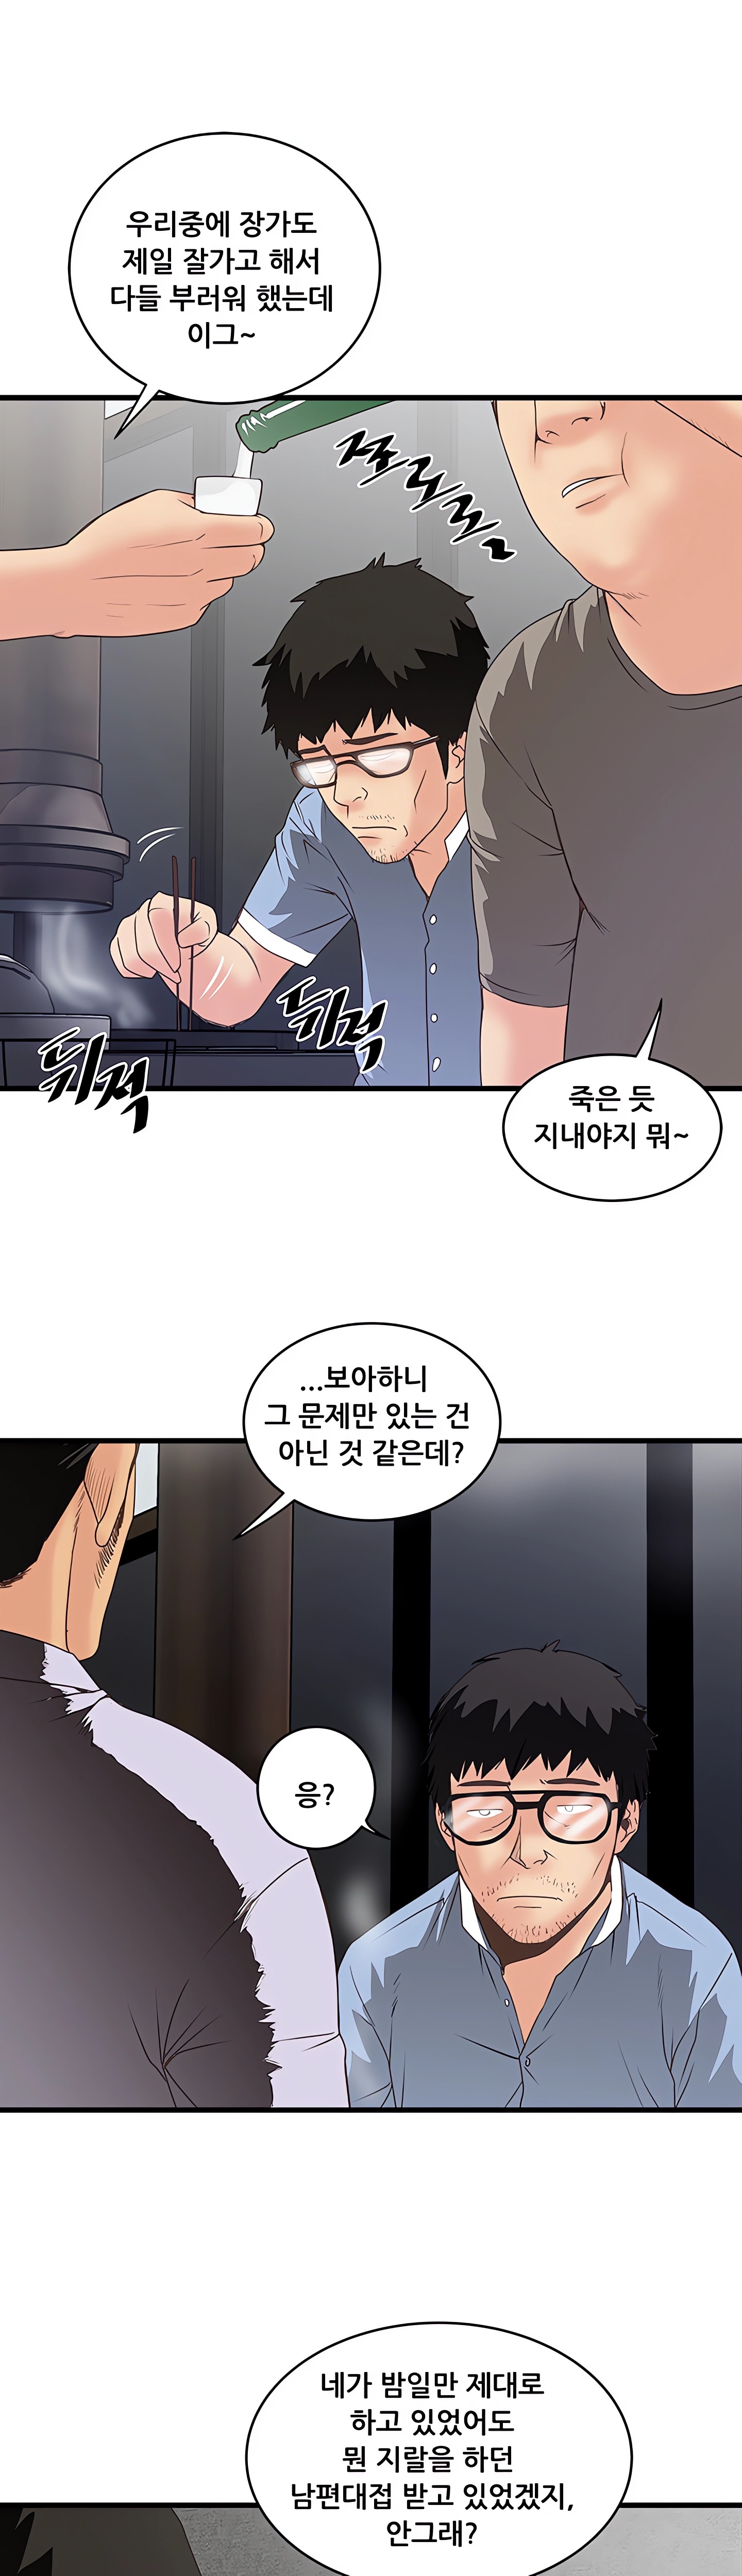 우리중에 장가도
제일 잘가고 해서
다들 부러워 했는데
이그~
쪼르르~
뒤적
뒤적
죽은 듯
지내야지 뭐~
...보아하니
그 문제만 있는 건
아닌 것 같은데?
응?
네가 밤일만 제대로
하고 있었어도
뭔 지랄을 하던
남편대접 받고 있었겠지,
안그래?